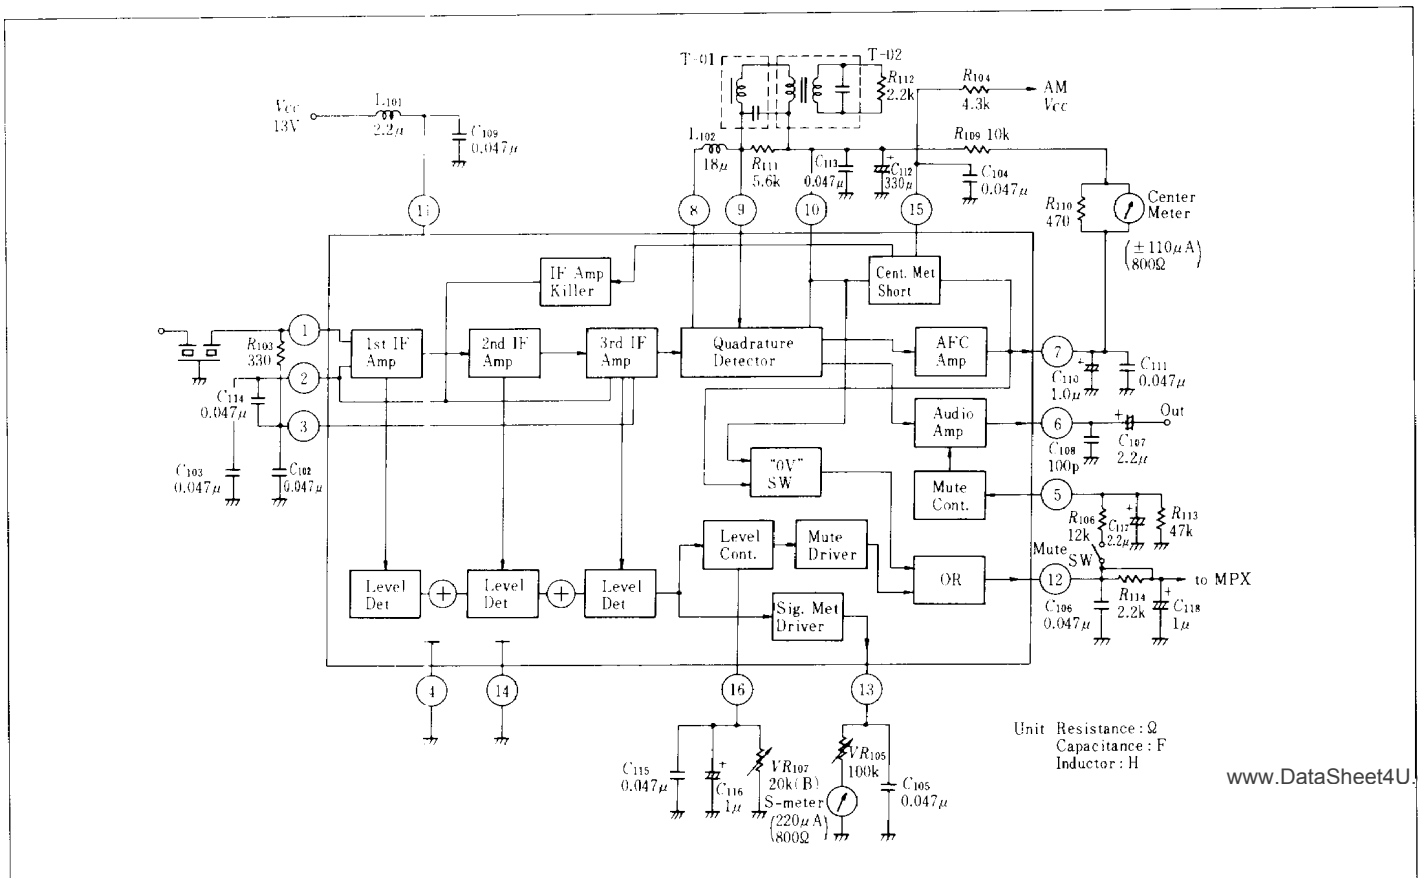 T-01
T-02
R112
2.2k
R104
4.3k
AM
Vcc
L101
2.2μ
Vcc
13V
C109
0.047μ
L102
18μ
R111
5.6k
C113
0.047μ
C112
330μ
R109 10k
C104
0.047μ
R110
470
Center
Meter
(±110μA)
800Ω
11
8
9
10
15
IF Amp
Killer
Cent. Met
Short
1
R103
330
1st IF
Amp
2nd IF
Amp
3rd IF
Amp
Quadrature
Detector
AFC
Amp
7
C110
1.0μ
C111
0.047μ
2
C114
0.047μ
3
Audio
Amp
6
Out
C108
100p
C107
2.2μ
C103
0.047μ
C102
0.047μ
"0V"
SW
Mute
Cont.
5
R106
12k
C117
2.2μ
R113
47k
Level
Cont.
Mute
Driver
Mute
SW
OR
12
to MPX
Level
Det
+
Level
Det
+
Level
Det
R114
2.2k
C106
0.047μ
C118
1μ
Sig. Met
Driver
4
14
16
13
C115
0.047μ
C116
1μ
VR107
20k(B)
VR105
100k
S-meter
(220μA)
800Ω
C105
0.047μ
Unit Resistance : Ω
Capacitance : F
Inductor : H
www.DataSheet4U.